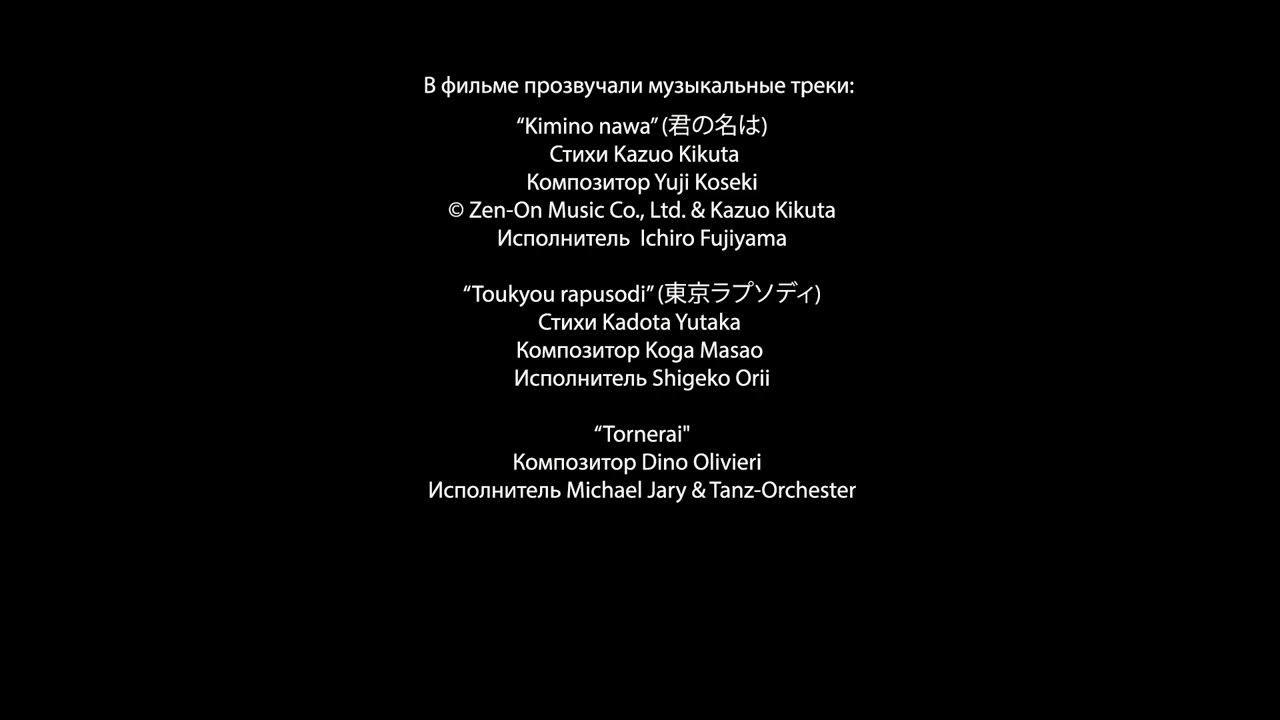 В фильме прозвучали музыкальные треки:
“Kimino nawa” (君の名は)
Стихи Kazuo Kikuta
Композитор Yuji Koseki
© Zen-On Music Co., Ltd. & Kazuo Kikuta
Исполнитель  Ichiro Fujiyama
“Toukyou rapusodi” (東京ラプソディ)
Стихи Kadota Yutaka
Композитор Koga Masao
Исполнитель Shigeko Orii
“Tornerai"
Композитор Dino Olivieri
Исполнитель Michael Jary & Tanz-Orchester